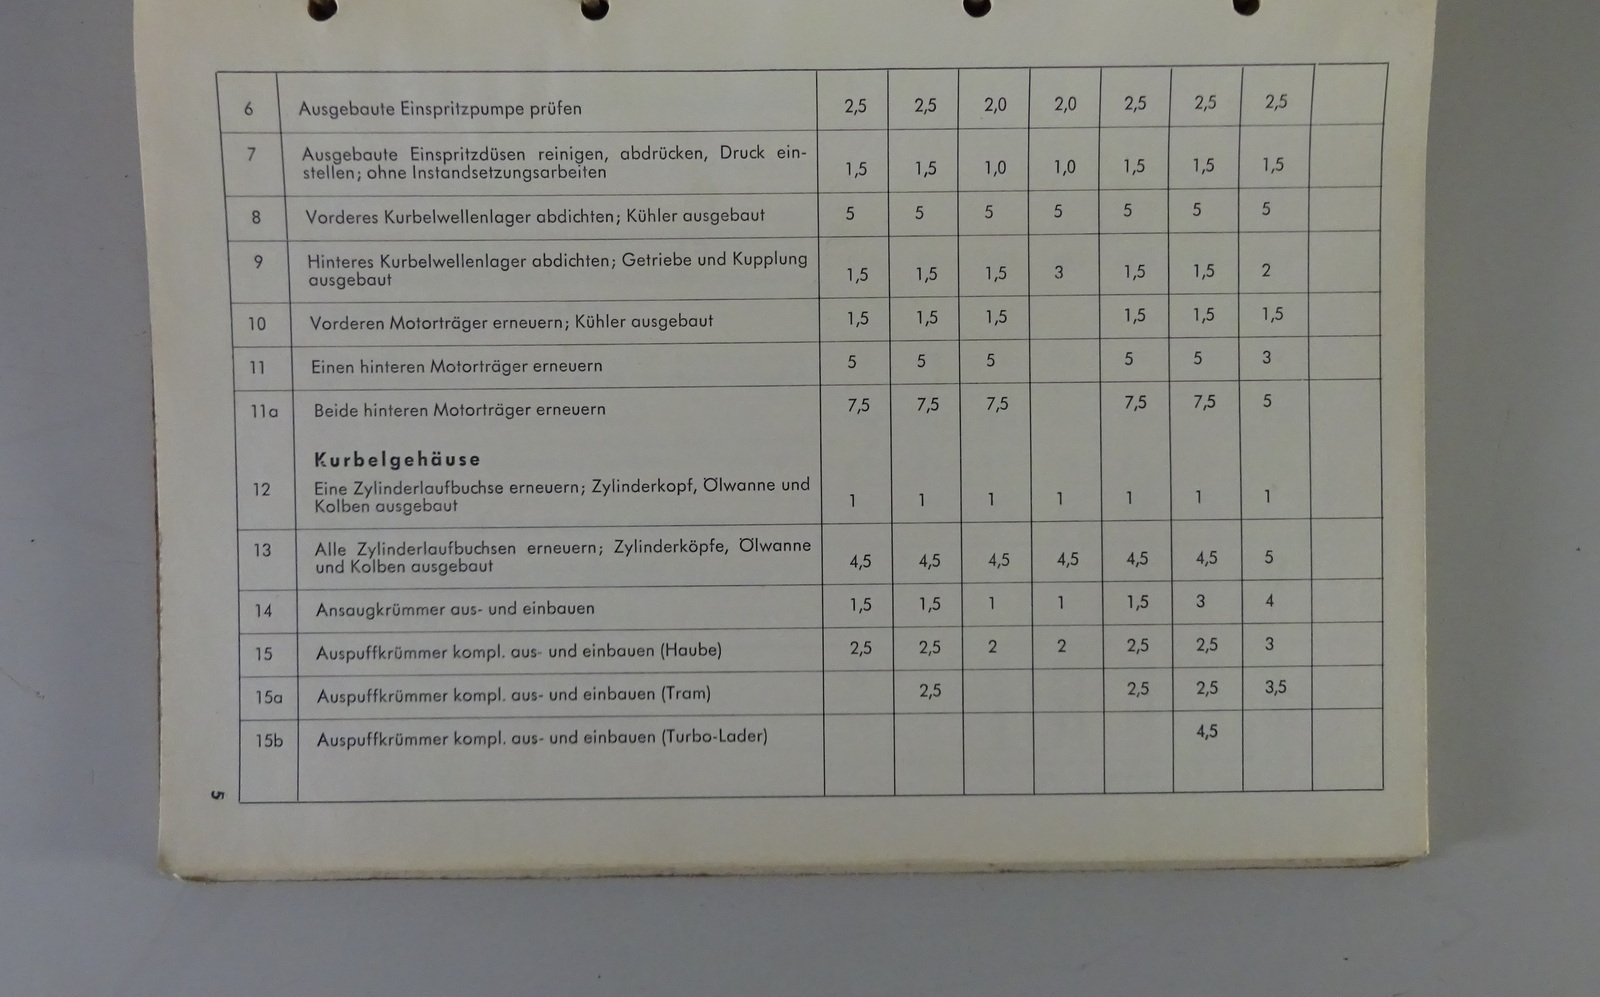 6 Ausgebaute Einspritzpumpe prüfen 2,5 2,5 2,0 2,0 2,5 2,5 2,5
7 Ausgebaute Einspritzdüsen reinigen, abdrücken, Druck ein-
stellen; ohne Instandsetzungsarbeiten 1,5 1,5 1,0 1,0 1,5 1,5 1,5
8 Vorderes Kurbelwellenlager abdichten; Kühler ausgebaut 5 5 5 5 5 5 5
9 Hinteres Kurbelwellenlager abdichten; Getriebe und Kupplung
ausgebaut 1,5 1,5 1,5 3 1,5 1,5 2
10 Vorderen Motorträger erneuern; Kühler ausgebaut 1,5 1,5 1,5 1,5 1,5 1,5
11 Einen hinteren Motorträger erneuern 5 5 5 5 5 3
11a Beide hinteren Motorträger erneuern 7,5 7,5 7,5 7,5 7,5 5
Kurbelgehäuse
12 Eine Zylinderlaufbuchse erneuern; Zylinderkopf, Ölwanne und
Kolben ausgebaut 1 1 1 1 1 1 1
13 Alle Zylinderlaufbuchsen erneuern; Zylinderköpfe, Ölwanne
und Kolben ausgebaut 4,5 4,5 4,5 4,5 4,5 4,5 5
14 Ansaugkrümmer aus- und einbauen 1,5 1,5 1 1 1,5 3 4
15 Auspuffkrümmer kompl. aus- und einbauen (Haube) 2,5 2,5 2 2 2,5 2,5 3
15a Auspuffkrümmer kompl. aus- und einbauen (Tram) 2,5 2,5 2,5 3,5
15b Auspuffkrümmer kompl. aus- und einbauen (Turbo-Lader) 4,5
5